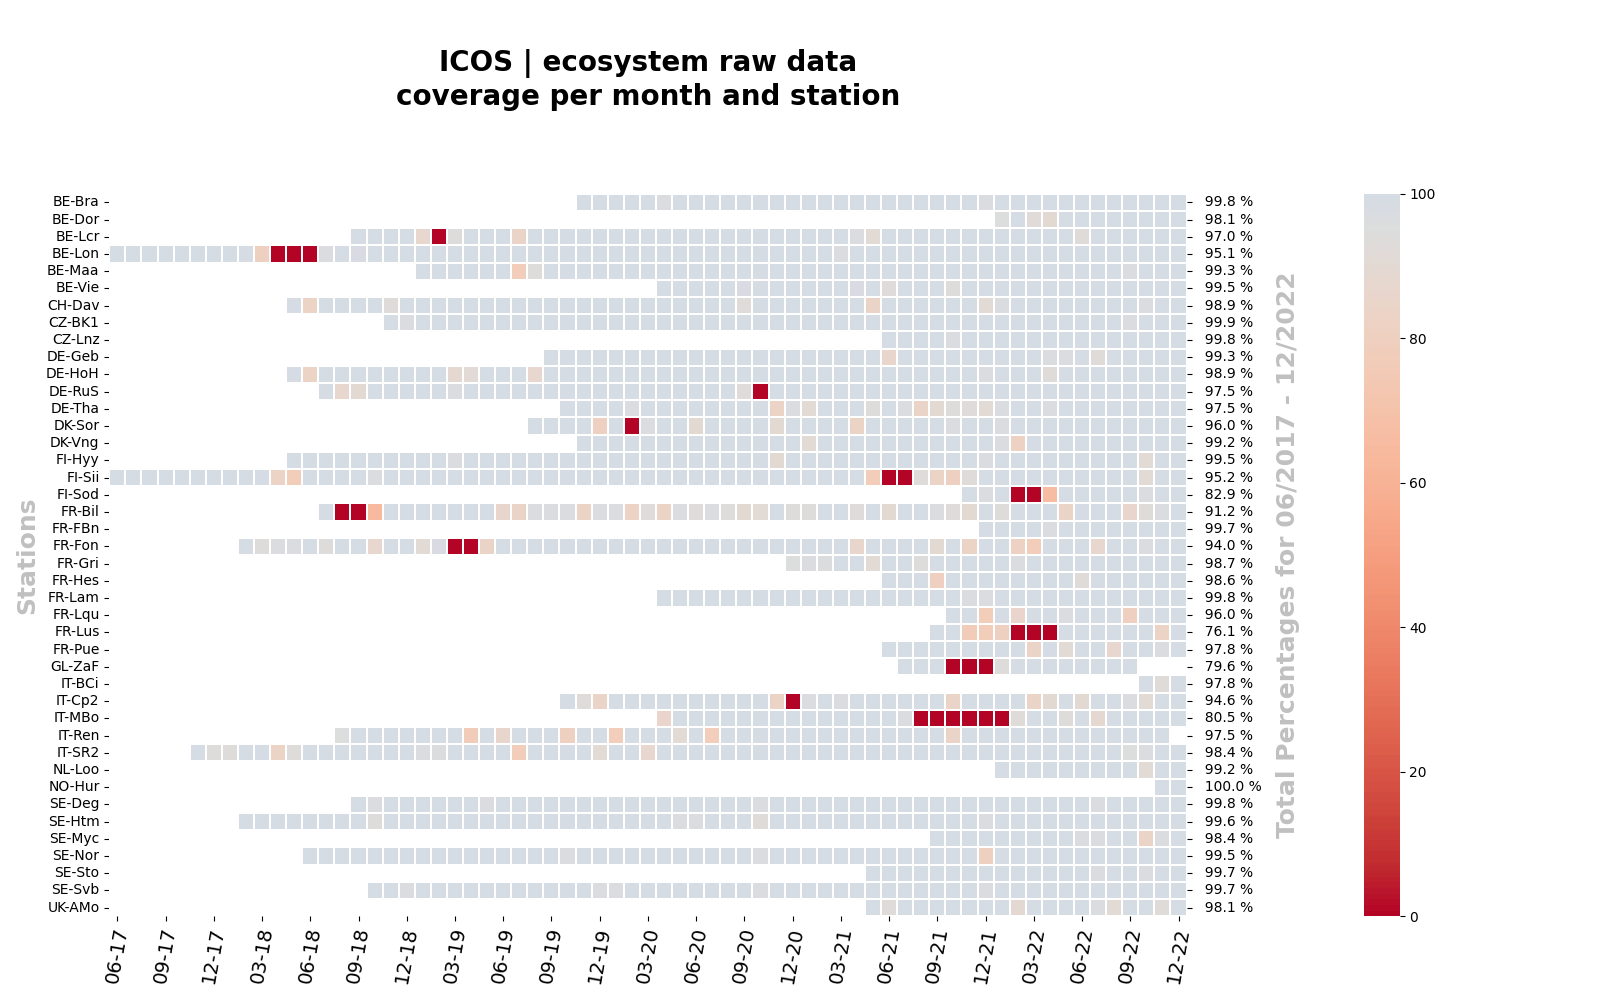 ICOS | ecosystem raw data
coverage per month and station
Stations
BE-Bra 99.8 %
BE-Dor 98.1 %
BE-Lcr 97.0 %
BE-Lon 95.1 %
BE-Maa 99.3 %
BE-Vie 99.5 %
CH-Dav 98.9 %
CZ-BK1 99.9 %
CZ-Lnz 99.8 %
DE-Geb 99.3 %
DE-HoH 98.9 %
DE-RuS 97.5 %
DE-Tha 97.5 %
DK-Sor 96.0 %
DK-Vng 99.2 %
FI-Hyy 99.5 %
FI-Sii 95.2 %
FI-Sod 82.9 %
FR-Bil 91.2 %
FR-FBn 99.7 %
FR-Fon 94.0 %
FR-Gri 98.7 %
FR-Hes 98.6 %
FR-Lam 99.8 %
FR-Lqu 96.0 %
FR-Lus 76.1 %
FR-Pue 97.8 %
GL-ZaF 79.6 %
IT-BCi 97.8 %
IT-Cp2 94.6 %
IT-MBo 80.5 %
IT-Ren 97.5 %
IT-SR2 98.4 %
NL-Loo 99.2 %
NO-Hur 100.0 %
SE-Deg 99.8 %
SE-Htm 99.6 %
SE-Myc 98.4 %
SE-Nor 99.5 %
SE-Sto 99.7 %
SE-Svb 99.7 %
UK-AMo 98.1 %
06-17 09-17 12-17 03-18 06-18 09-18 12-18 03-19 06-19 09-19 12-19 03-20 06-20 09-20 12-20 03-21 06-21 09-21 12-21 03-22 06-22 09-22 12-22
Total Percentages for 06/2017 - 12/2022
100
80
60
40
20
0